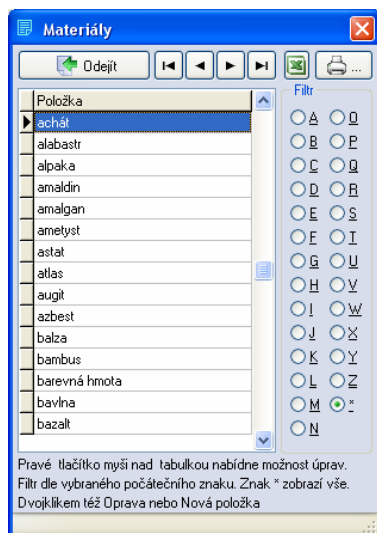 Materiály
Odejít
...
Filtr
Položka
achát
alabastr
alpaka
amaldin
amalgan
ametyst
astat
atlas
augit
azbest
balza
bambus
barevná hmota
bavlna
bazalt
A O
B P
C Q
D R
E S
F T
G U
H V
I W
J X
K Y
L Z
M *
N
Pravé tlačítko myši nad tabulkou nabídne možnost úprav.
Filtr dle vybraného počátečního znaku. Znak * zobrazí vše.
Dvojklikem též Oprava nebo Nová položka